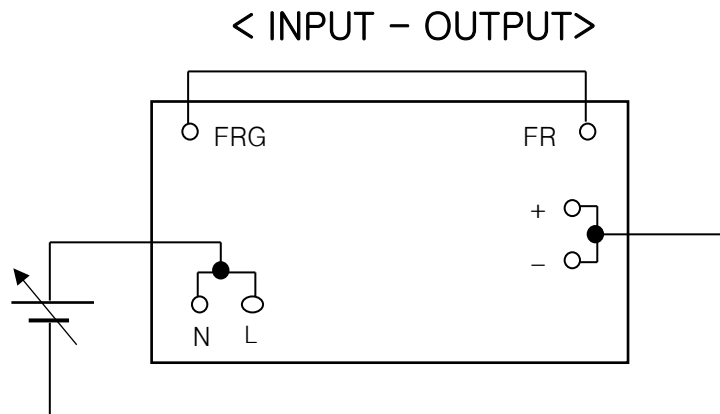 < INPUT – OUTPUT>
FRG FR
+
–
N L